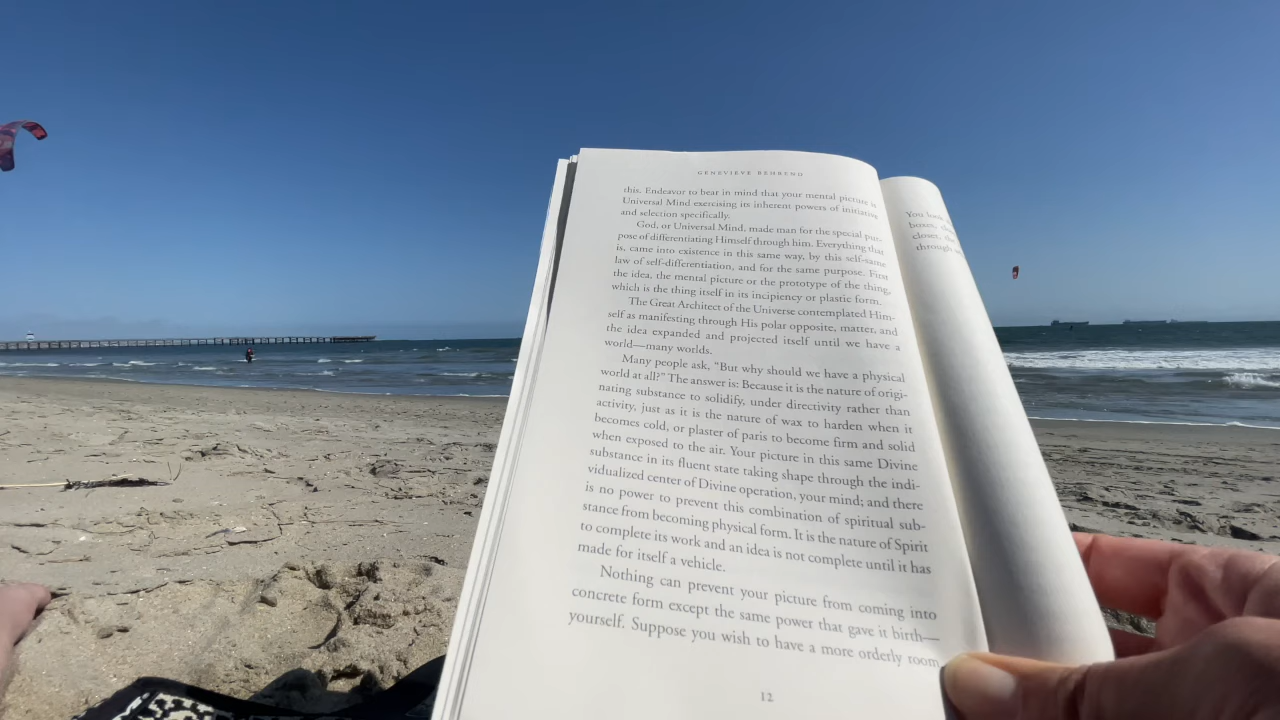 GENEVIEVE BEHREND
this. Endeavor to bear in mind that your mental picture is
Universal Mind exercising its inherent powers of initiative
and selection specifically.
God, or Universal Mind, made man for the special pur-
pose of differentiating Himself through him. Everything that
is, came into existence in this same way, by this self-same
law of self-differentiation, and for the same purpose. First
the idea, the mental picture or the prototype of the thing,
which is the thing itself in its incipiency or plastic form.
The Great Architect of the Universe contemplated Him-
self as manifesting through His polar opposite, matter, and
the idea expanded and projected itself until we have a
world—many worlds.
Many people ask, “But why should we have a physical
world at all?” The answer is: Because it is the nature of origi-
nating substance to solidify, under directivity rather than
activity, just as it is the nature of wax to harden when it
becomes cold, or plaster of paris to become firm and solid
when exposed to the air. Your picture in this same Divine
substance in its fluent state taking shape through the indi-
vidualized center of Divine operation, your mind; and there
is no power to prevent this combination of spiritual sub-
stance from becoming physical form. It is the nature of Spirit
to complete its work and an idea is not complete until it has
made for itself a vehicle.
Nothing can prevent your picture from coming into
concrete form except the same power that gave it birth—
yourself. Suppose you wish to have a more orderly room
12
You look
boxes,
closet,
through